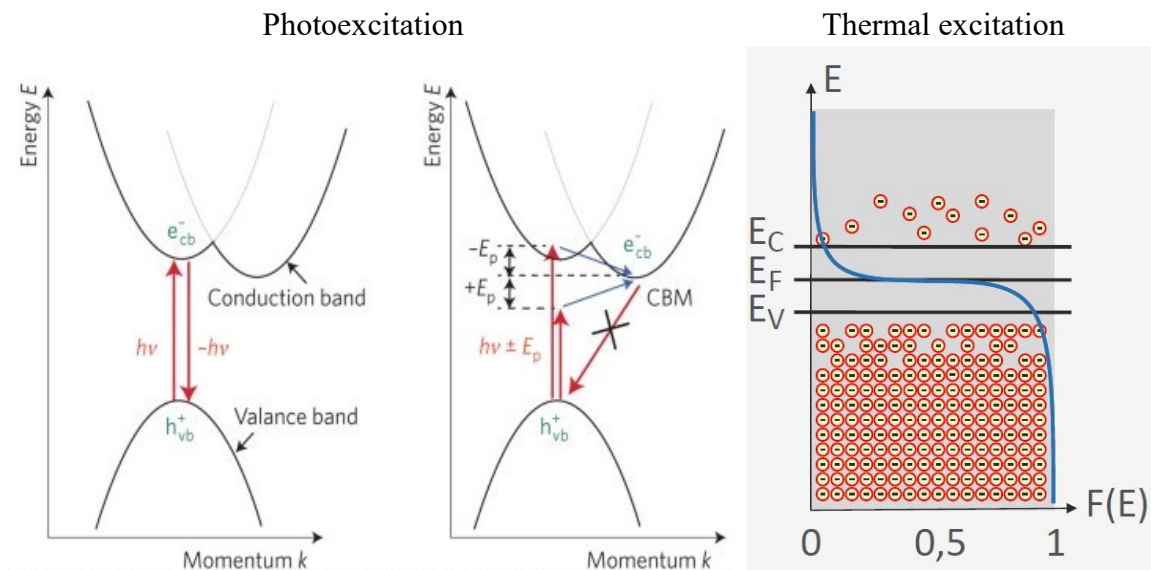 Photoexcitation
Thermal excitation
Energy E
e⁻cb
Conduction band
hν
–hν
Valance band
h⁺vb
Momentum k
Energy E
–Ep
+Ep
e⁻cb
CBM
hν ± Ep
h⁺vb
Momentum k
E
EC
EF
EV
F(E)
0
0,5
1